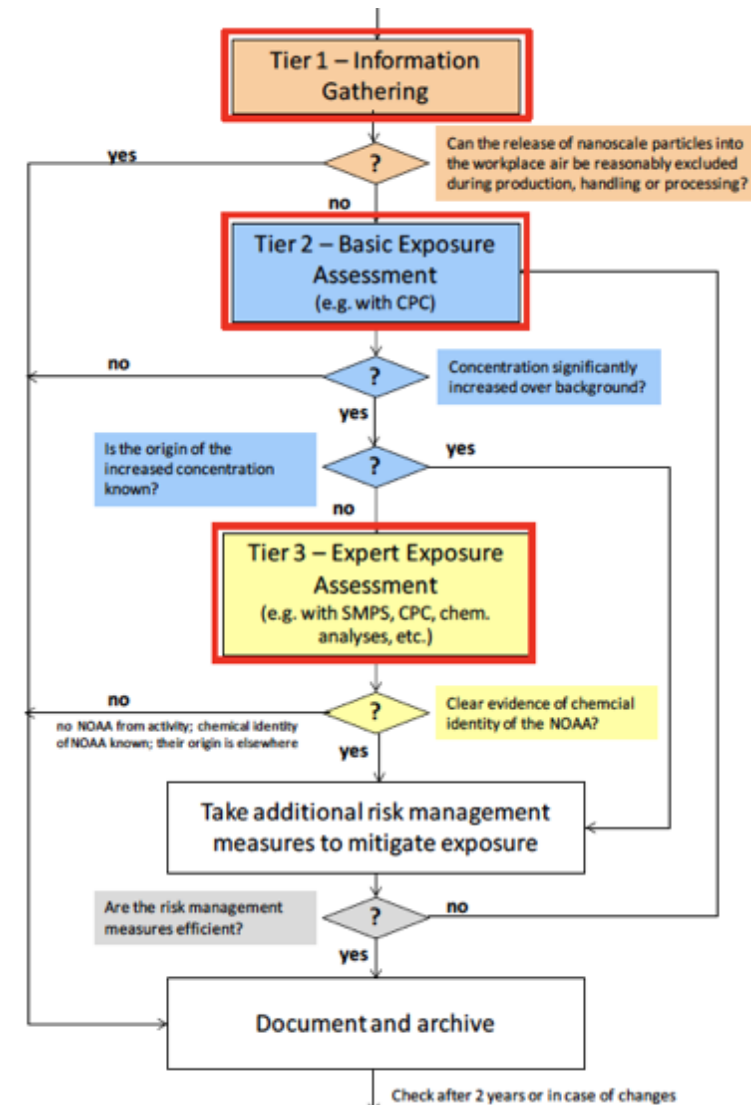 Tier 1 – Information
Gathering
Can the release of nanoscale particles into
the workplace air be reasonably excluded
during production, handling or processing?
yes
?
no
Tier 2 – Basic Exposure
Assessment
(e.g. with CPC)
no
?
Concentration significantly
increased over background?
yes
Is the origin of the
increased concentration
known?
?
yes
no
Tier 3 – Expert Exposure
Assessment
(e.g. with SMPS, CPC, chem.
analyses, etc.)
no
no NOAA from activity; chemical identity
of NOAA known; their origin is elsewhere
?
Clear evidence of chemcial
identity of the NOAA?
yes
Take additional risk management
measures to mitigate exposure
Are the risk management
measures efficient?
?
no
yes
Document and archive
Check after 2 years or in case of changes